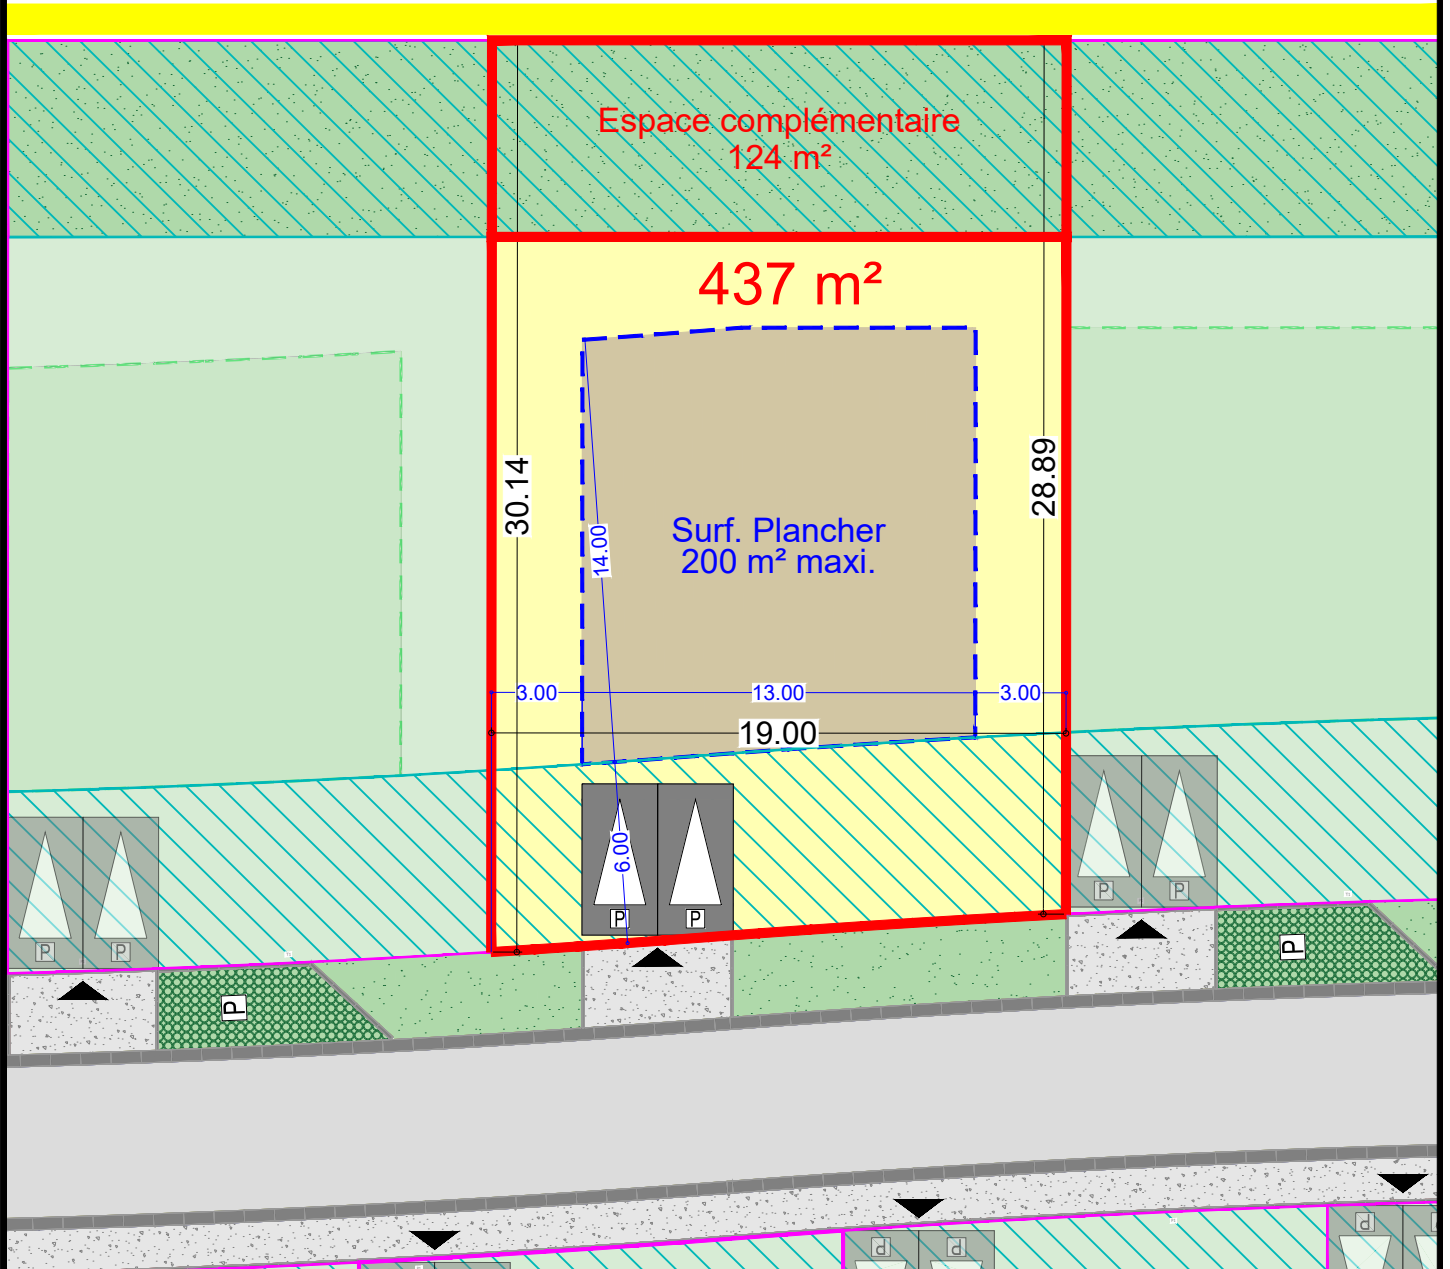 Espace complémentaire
124 m²
437 m²
30.14
28.89
14.00
Surf. Plancher
200 m² maxi.
3.00
13.00
3.00
19.00
6.00
P
P
P
P
P
P
P
P
P
P
P
P